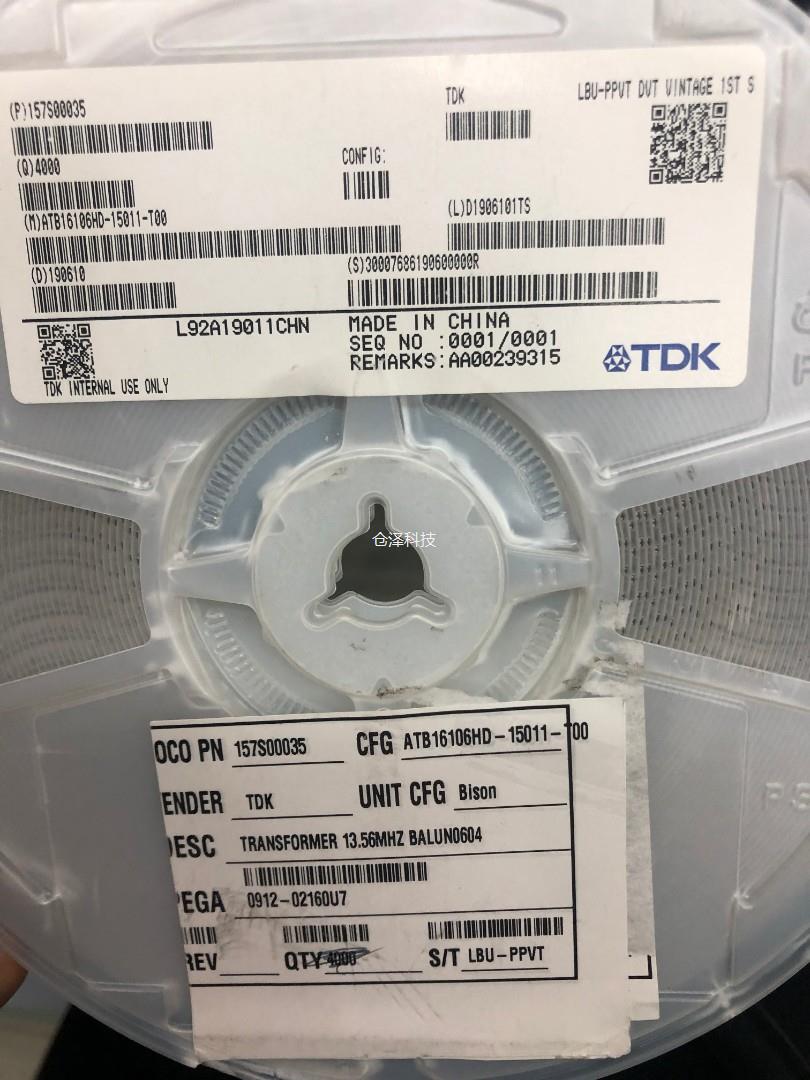 (P)157S00035
TDK
LBU-PPVT DVT VINTAGE 1ST S
(Q)4000
CONFIG:
(M)ATB16106HD-15011-T00
(L)D1906101TS
(D)190610
(S)30007686190600000R
L92A19011CHN
MADE IN CHINA
SEQ NO :0001/0001
REMARKS:AA00239315
TDK
TDK INTERNAL USE ONLY
仓泽科技
OCO PN 157S00035 CFG ATB16106HD-15011-T00
ENDER TDK UNIT CFG Bison
DESC TRANSFORMER 13.56MHZ BALUN0604
PEGA 0912-02160U7
REV QTY 4000 S/T LBU-PPVT